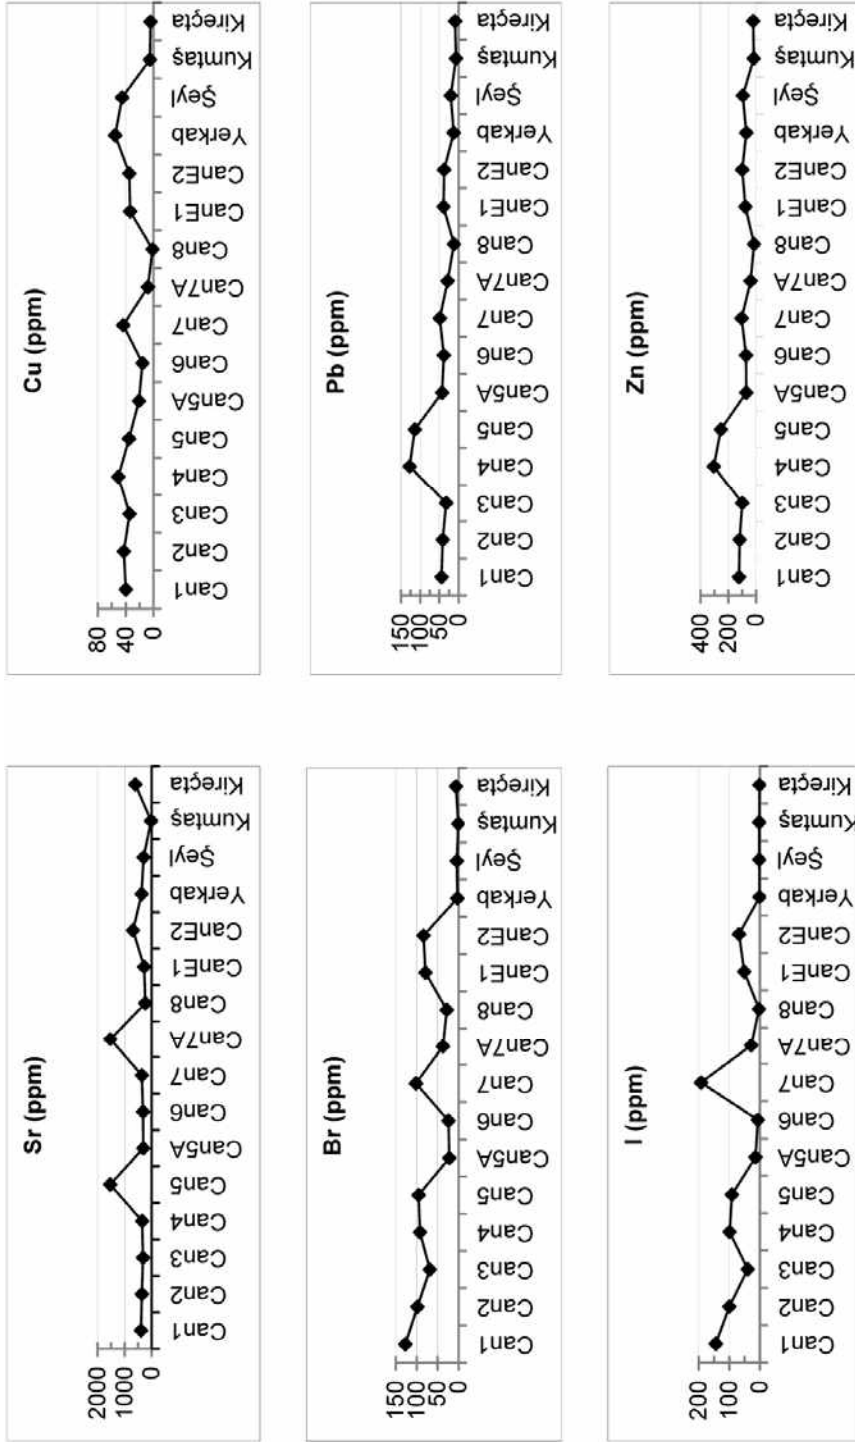 Sr (ppm)
2000
1000
0
Can1
Can2
Can3
Can4
Can5
Can5A
Can6
Can7
Can7A
Can8
CanE1
CanE2
Yerkab
Şeyl
Kumtaş
Kireçta
Cu (ppm)
80
40
0
Can1
Can2
Can3
Can4
Can5
Can5A
Can6
Can7
Can7A
Can8
CanE1
CanE2
Yerkab
Şeyl
Kumtaş
Kireçta
Br (ppm)
150
100
50
0
Can1
Can2
Can3
Can4
Can5
Can5A
Can6
Can7
Can7A
Can8
CanE1
CanE2
Yerkab
Şeyl
Kumtaş
Kireçta
Pb (ppm)
150
100
50
0
Can1
Can2
Can3
Can4
Can5
Can5A
Can6
Can7
Can7A
Can8
CanE1
CanE2
Yerkab
Şeyl
Kumtaş
Kireçta
I (ppm)
200
100
0
Can1
Can2
Can3
Can4
Can5
Can5A
Can6
Can7
Can7A
Can8
CanE1
CanE2
Yerkab
Şeyl
Kumtaş
Kireçta
Zn (ppm)
400
200
0
Can1
Can2
Can3
Can4
Can5
Can5A
Can6
Can7
Can7A
Can8
CanE1
CanE2
Yerkab
Şeyl
Kumtaş
Kireçta